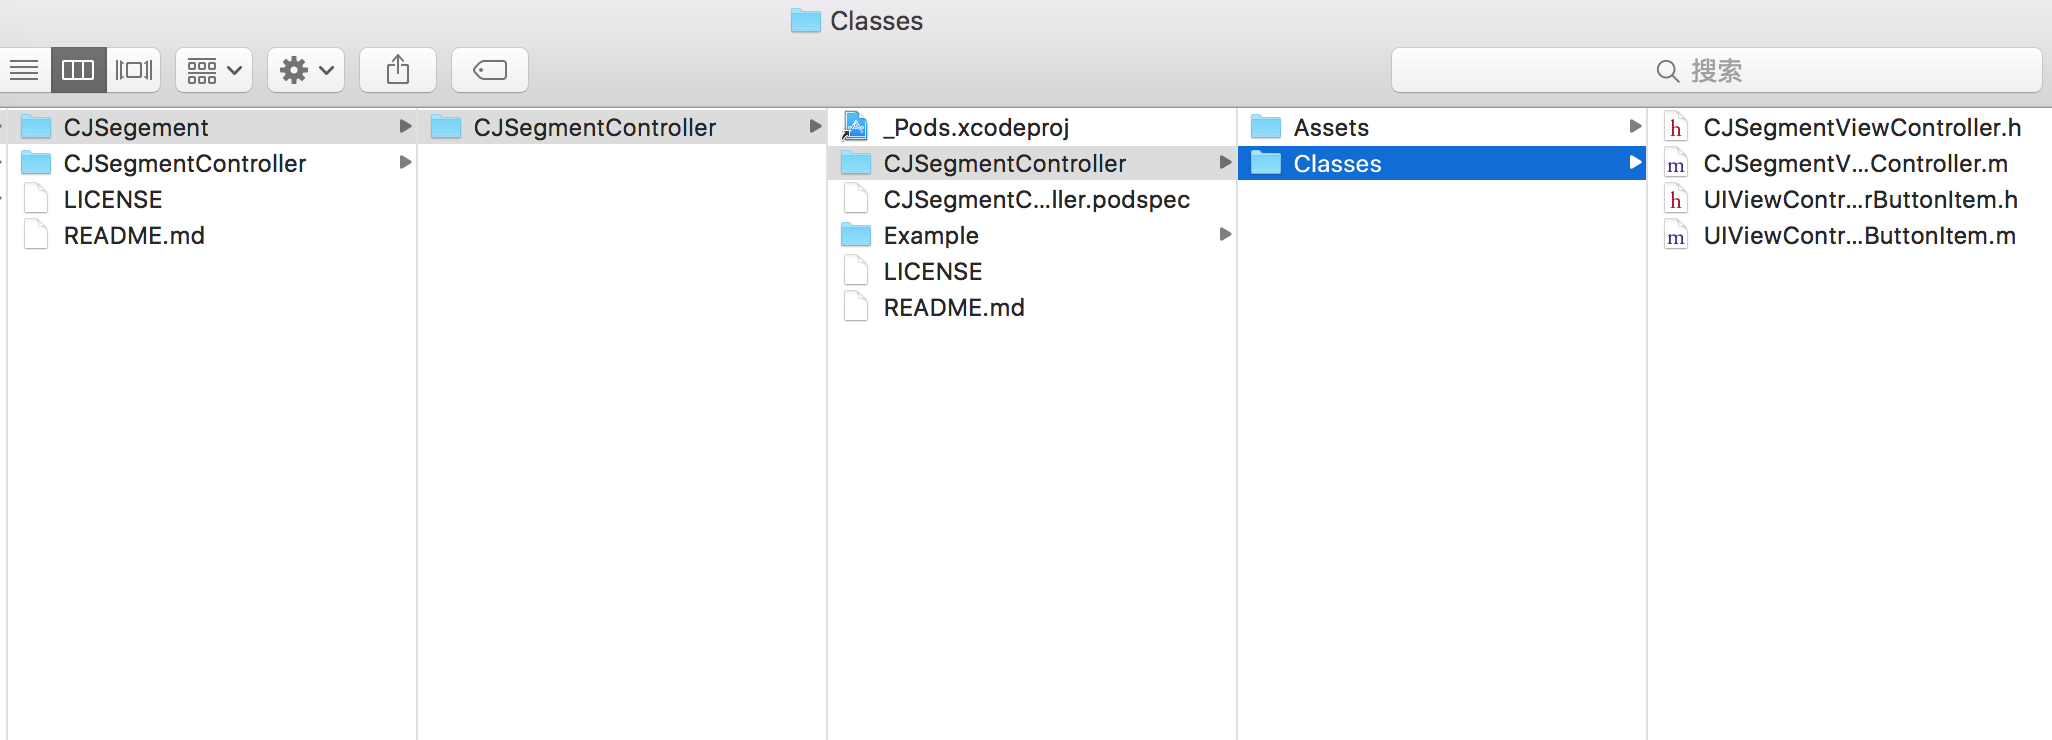 Classes
搜索
CJSegement
CJSegmentController
LICENSE
README.md
CJSegmentController
_Pods.xcodeproj
CJSegmentController
CJSegmentC...ller.podspec
Example
LICENSE
README.md
Assets
Classes
h CJSegmentViewController.h
m CJSegmentV...Controller.m
h UIViewContr...rButtonItem.h
m UIViewContr...ButtonItem.m